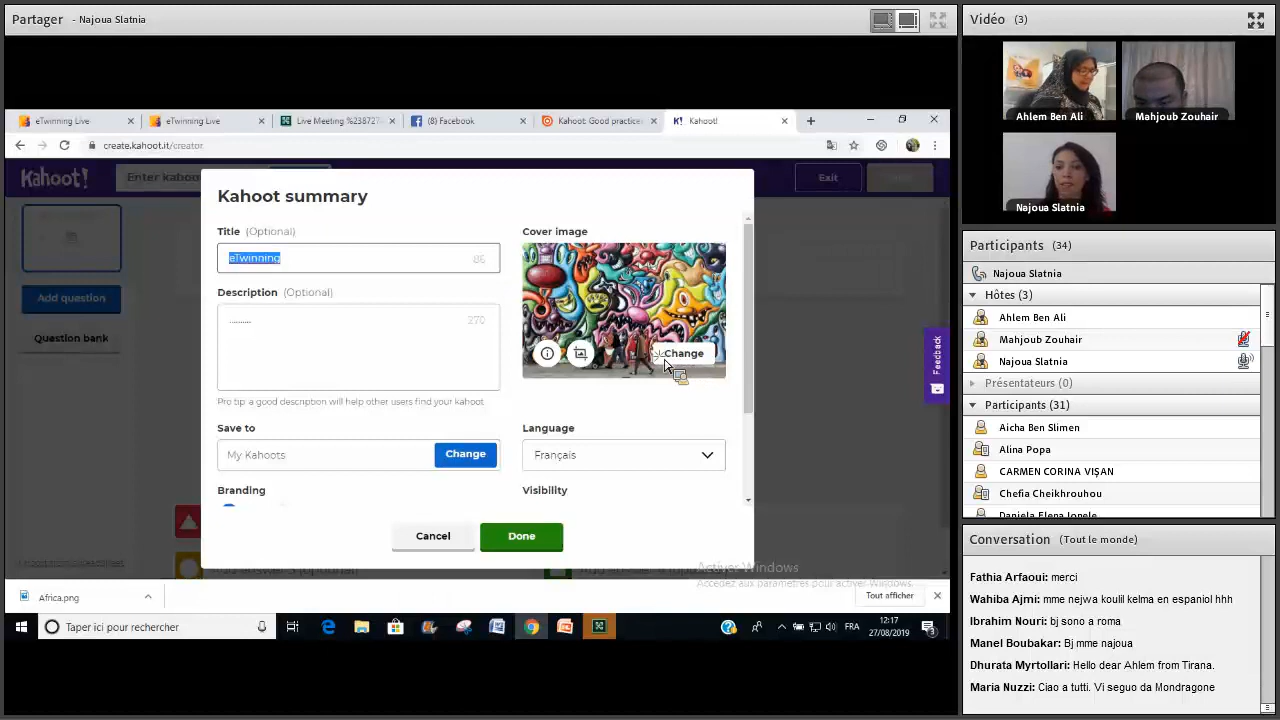 Partager - Najoua Slatnia
eTwinning Live
eTwinning Live
Live Meeting %23872
(8) Facebook
Kahoot: Good practice
Kahoot!
create.kahoot.it/creator
Kahoot!
Enter kahoo
Exit
Kahoot summary
Title (Optional)
eTwinning
86
Description (Optional)
..........
270
Pro tip: a good description will help other users find your kahoot.
Cover image
Change
Save to
My Kahoots
Change
Language
Français
Branding
Visibility
Cancel
Done
Add question
Question bank
Feedback
Activer Windows
Accédez aux paramètres pour activer Windows.
Africa.png
Tout afficher
Taper ici pour rechercher
FRA
12:17
27/08/2019
3
Vidéo (3)
Ahlem Ben Ali
Mahjoub Zouhair
Najoua Slatnia
Participants (34)
Najoua Slatnia
Hôtes (3)
Ahlem Ben Ali
Mahjoub Zouhair
Najoua Slatnia
Présentateurs (0)
Participants (31)
Aicha Ben Slimen
Alina Popa
CARMEN CORINA VIŞAN
Chefia Cheikhrouhou
Daniela Elena Ionele
Conversation (Tout le monde)
Fathia Arfaoui: merci
Wahiba Ajmi: mme nejwa koulil kelma en espaniol hhh
Ibrahim Nouri: bj sono a roma
Manel Boubakar: Bj mme najoua
Dhurata Myrtollari: Hello dear Ahlem from Tirana.
Maria Nuzzi: Ciao a tutti. Vi seguo da Mondragone